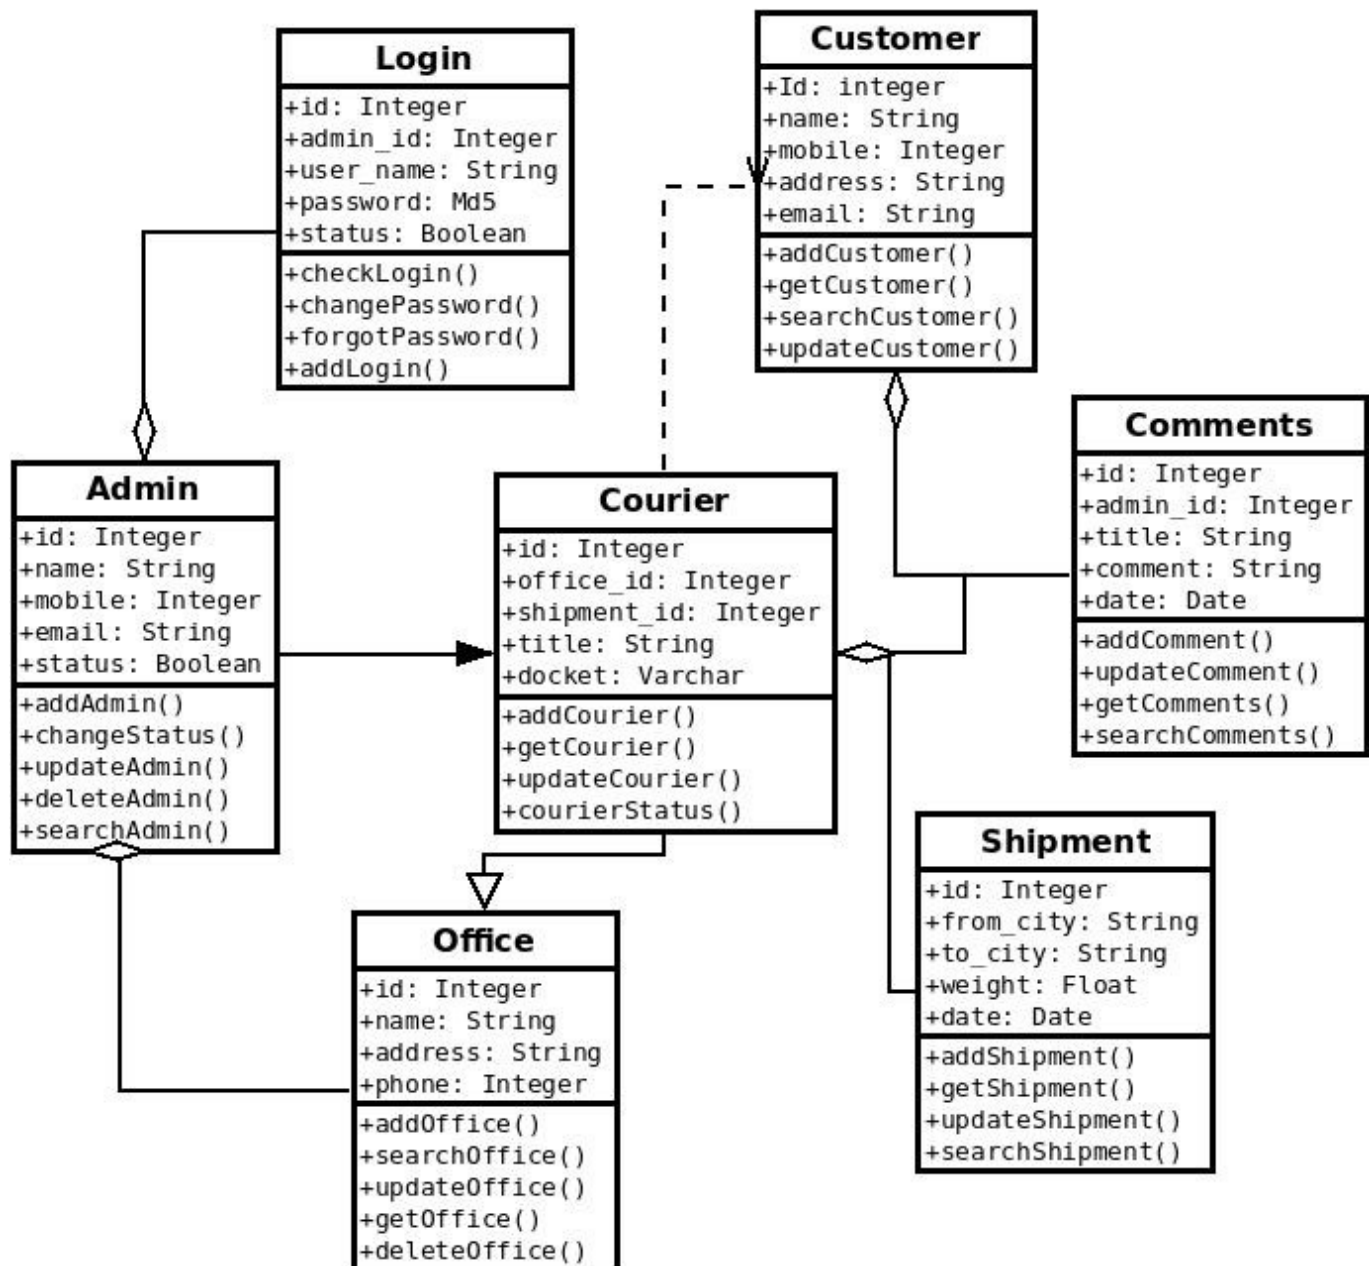 Login
+id: Integer
+admin_id: Integer
+user_name: String
+password: Md5
+status: Boolean
+checkLogin()
+changePassword()
+forgotPassword()
+addLogin()
Customer
+Id: integer
+name: String
+mobile: Integer
+address: String
+email: String
+addCustomer()
+getCustomer()
+searchCustomer()
+updateCustomer()
Comments
+id: Integer
+admin_id: Integer
+title: String
+comment: String
+date: Date
+addComment()
+updateComment()
+getComments()
+searchComments()
Admin
+id: Integer
+name: String
+mobile: Integer
+email: String
+status: Boolean
+addAdmin()
+changeStatus()
+updateAdmin()
+deleteAdmin()
+searchAdmin()
Courier
+id: Integer
+office_id: Integer
+shipment_id: Integer
+title: String
+docket: Varchar
+addCourier()
+getCourier()
+updateCourier()
+courierStatus()
Shipment
+id: Integer
+from_city: String
+to_city: String
+weight: Float
+date: Date
+addShipment()
+getShipment()
+updateShipment()
+searchShipment()
Office
+id: Integer
+name: String
+address: String
+phone: Integer
+addOffice()
+searchOffice()
+updateOffice()
+getOffice()
+deleteOffice()